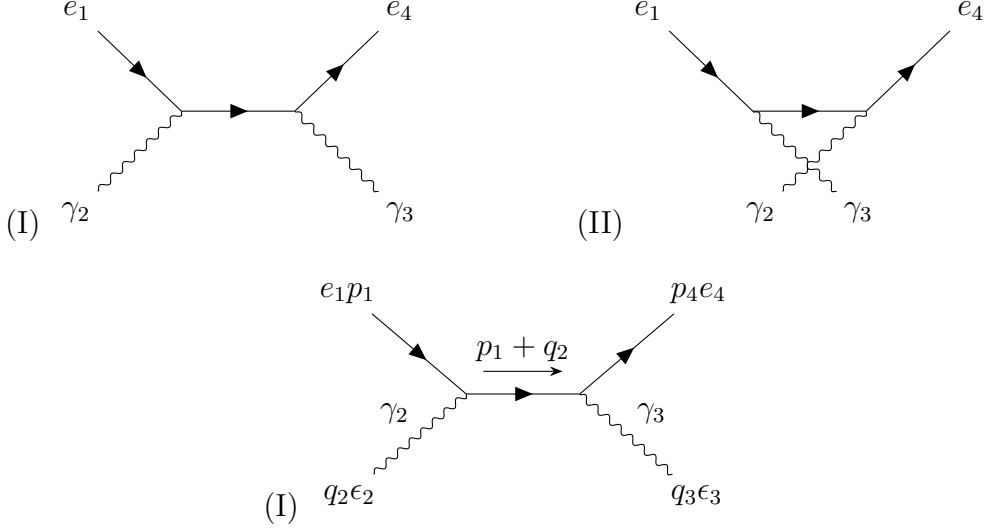 e₁ e₄ e₁ e₄
γ₂ γ₃ γ₂ γ₃
(I) (II)
e₁p₁ p₄e₄
p₁ + q₂
γ₂ γ₃
q₂ϵ₂ q₃ϵ₃
(I)